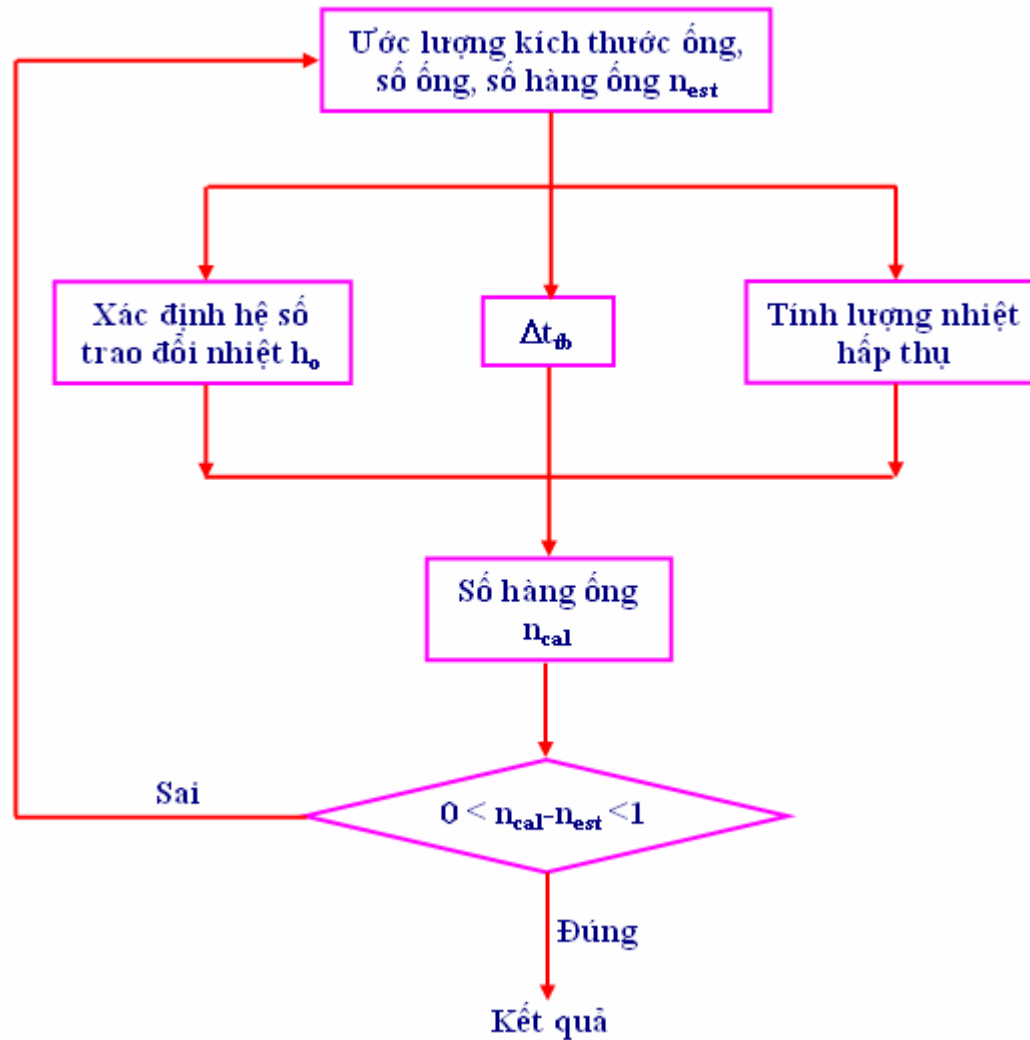 Ước lượng kích thước ống,
số ống, số hàng ống nest
Xác định hệ số
trao đổi nhiệt ho
Δttb
Tính lượng nhiệt
hấp thụ
Số hàng ống
ncal
Sai
0 < ncal-nest <1
Đúng
Kết quả